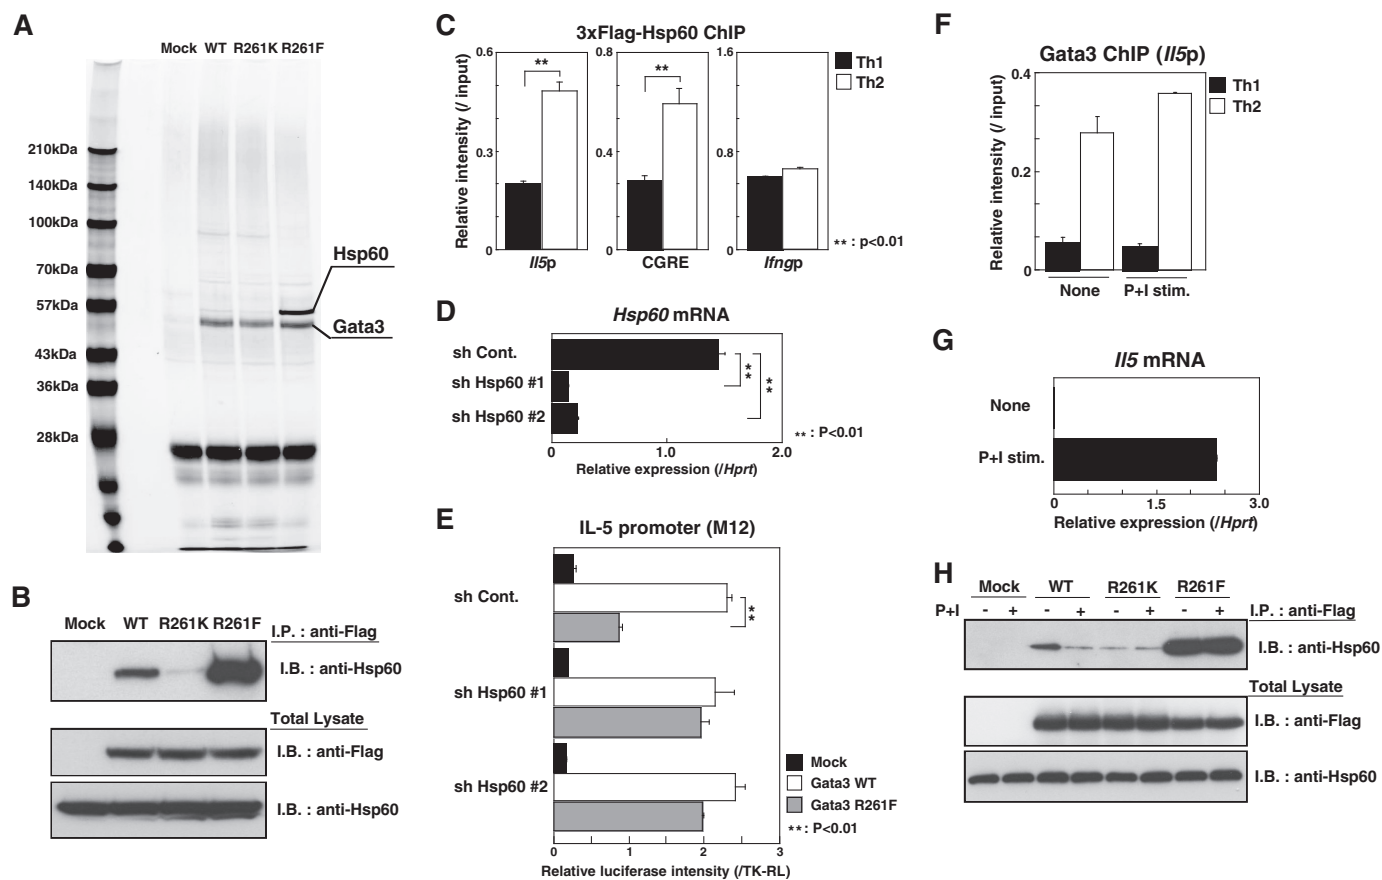 A
Mock WT R261K R261F
210kDa
140kDa
100kDa
70kDa
57kDa
43kDa
36kDa
28kDa
Hsp60
Gata3
B
Mock WT R261K R261F
I.P. : anti-Flag
I.B. : anti-Hsp60
Total Lysate
I.B. : anti-Flag
I.B. : anti-Hsp60
C
3xFlag-Hsp60 ChIP
Relative intensity (/ input)
0.6
0.3
0
**
Il5p
0.8
0.4
0
**
CGRE
1.6
0.8
0
Ifngp
Th1
Th2
** : p<0.01
D
Hsp60 mRNA
sh Cont.
sh Hsp60 #1
sh Hsp60 #2
**
**
** : P<0.01
0 1.0 2.0
Relative expression (/Hprt)
E
IL-5 promoter (M12)
sh Cont.
sh Hsp60 #1
sh Hsp60 #2
**
Mock
Gata3 WT
Gata3 R261F
** : P<0.01
0 1 2 3
Relative luciferase intensity (/TK-RL)
F
Gata3 ChIP (Il5p)
Relative intensity (/ input)
0.4
0.2
0
Th1
Th2
None P+I stim.
G
Il5 mRNA
None
P+I stim.
0 1.5 3.0
Relative expression (/Hprt)
H
Mock WT R261K R261F
P+I - + - + - + - +
I.P. : anti-Flag
I.B. : anti-Hsp60
Total Lysate
I.B. : anti-Flag
I.B. : anti-Hsp60